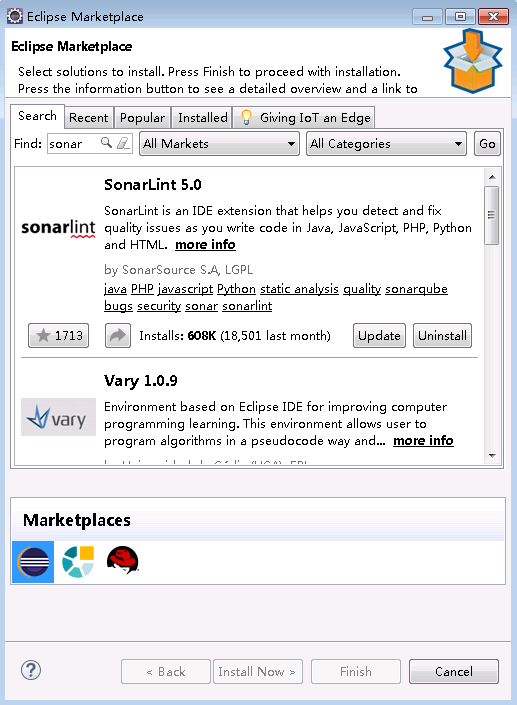 Eclipse Marketplace
Eclipse Marketplace
Select solutions to install. Press Finish to proceed with installation.
Press the information button to see a detailed overview and a link to
Search Recent Popular Installed Giving IoT an Edge
Find: sonar All Markets All Categories Go
SonarLint 5.0
sonarlint
SonarLint is an IDE extension that helps you detect and fix
quality issues as you write code in Java, JavaScript, PHP, Python
and HTML. more info
by SonarSource S.A, LGPL
java PHP javascript Python static analysis quality sonarqube
bugs security sonar sonarlint
1713 Installs: 608K (18,501 last month) Update Uninstall
Vary 1.0.9
vary
Environment based on Eclipse IDE for improving computer
programming learning. This environment allows user to
program algorithms in a pseudocode way and... more info
Marketplaces
? < Back Install Now > Finish Cancel